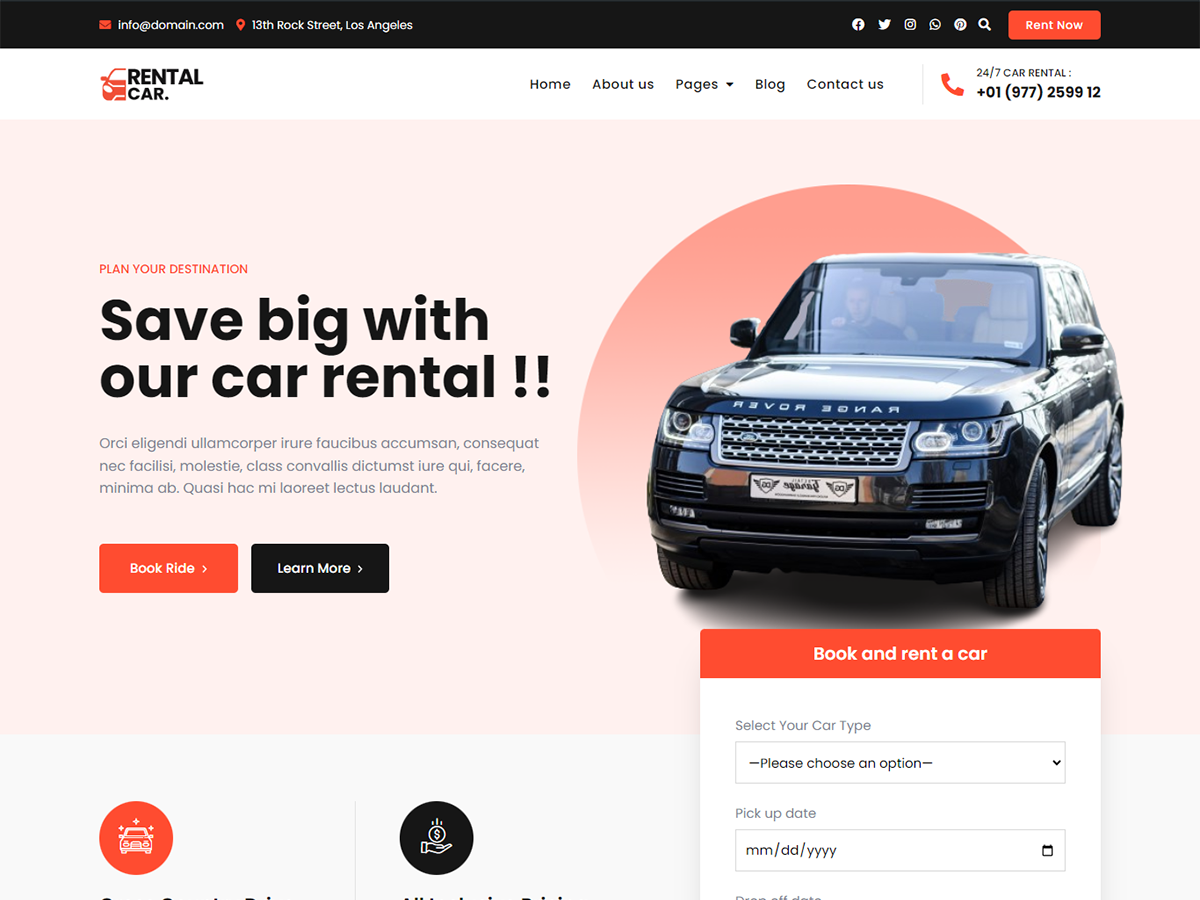 info@domain.com 13th Rock Street, Los Angeles
Rent Now
RENTAL
CAR.
Home About us Pages Blog Contact us
24/7 CAR RENTAL :
+01 (977) 2599 12
PLAN YOUR DESTINATION
Save big with
our car rental !!
Orci eligendi ullamcorper irure faucibus accumsan, consequat
nec facilisi, molestie, class convallis dictumst iure qui, facere,
minima ab. Quasi hac mi laoreet lectus laudant.
Book Ride › Learn More ›
RANGE ROVER
Garage
Book and rent a car
Select Your Car Type
—Please choose an option—
Pick up date
mm/dd/yyyy
Drop off date